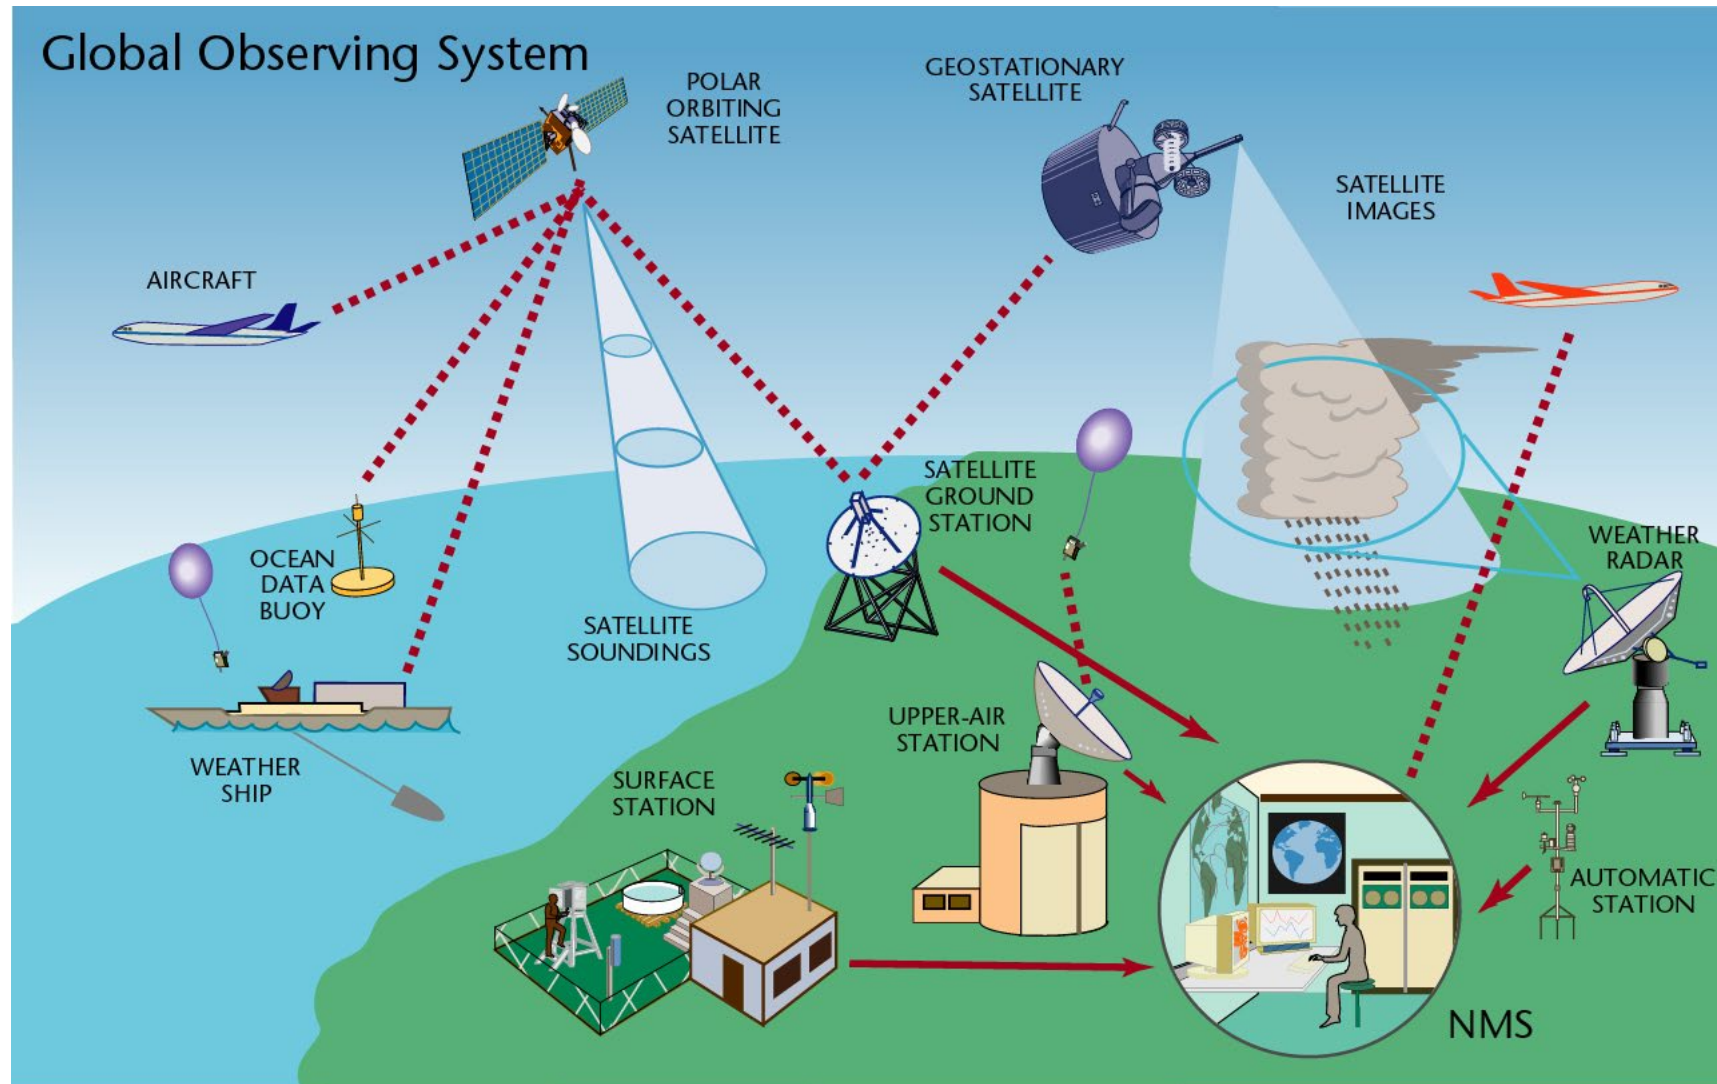 Global Observing System
POLAR
ORBITING
SATELLITE
GEOSTATIONARY
SATELLITE
SATELLITE
IMAGES
AIRCRAFT
SATELLITE
GROUND
STATION
WEATHER
RADAR
OCEAN
DATA
BUOY
SATELLITE
SOUNDINGS
UPPER-AIR
STATION
WEATHER
SHIP
SURFACE
STATION
AUTOMATIC
STATION
NMS